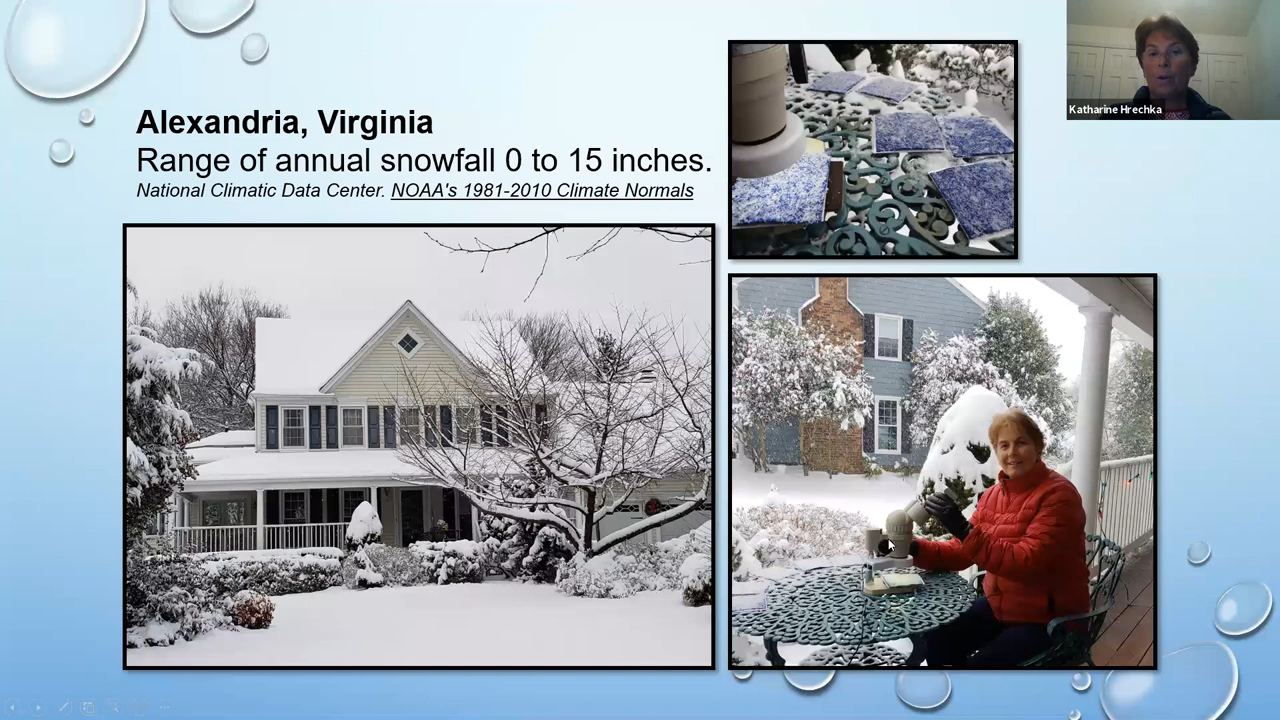 Alexandria, Virginia
Range of annual snowfall 0 to 15 inches.
National Climatic Data Center. NOAA's 1981-2010 Climate Normals
Katharine Hrechka